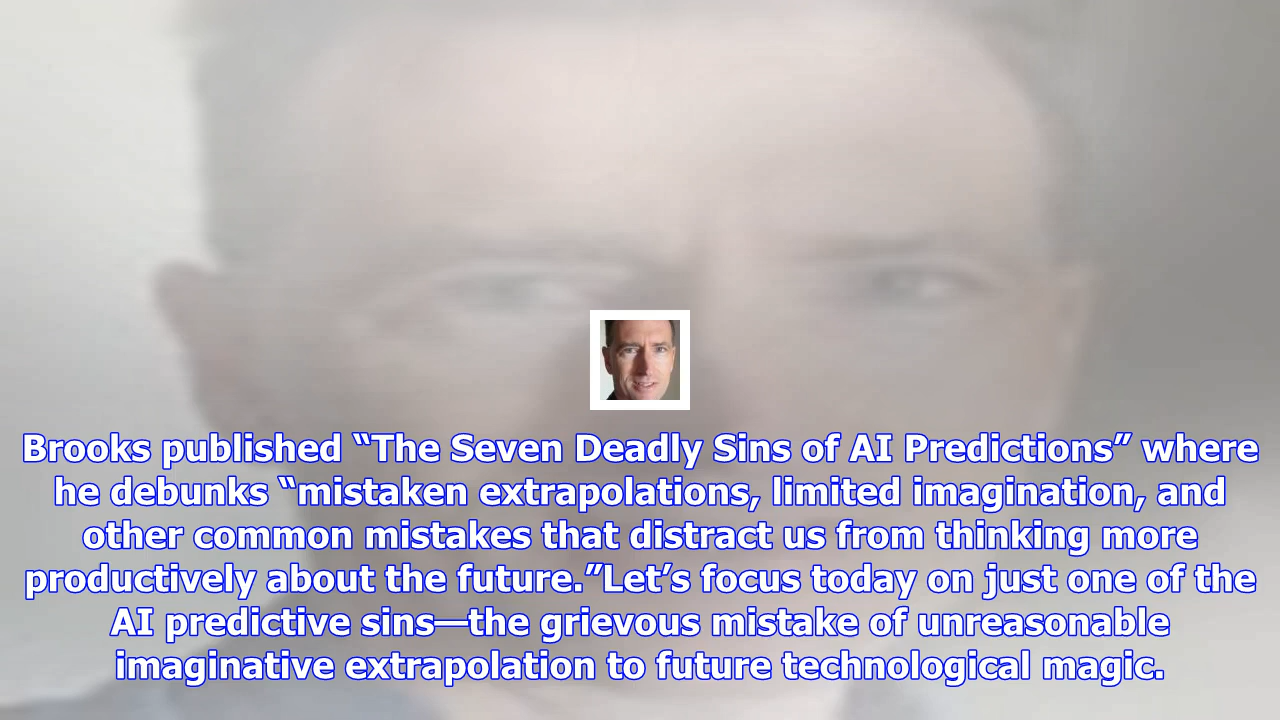 Brooks published “The Seven Deadly Sins of AI Predictions” where
he debunks “mistaken extrapolations, limited imagination, and
other common mistakes that distract us from thinking more
productively about the future.”Let’s focus today on just one of the
AI predictive sins—the grievous mistake of unreasonable
imaginative extrapolation to future technological magic.